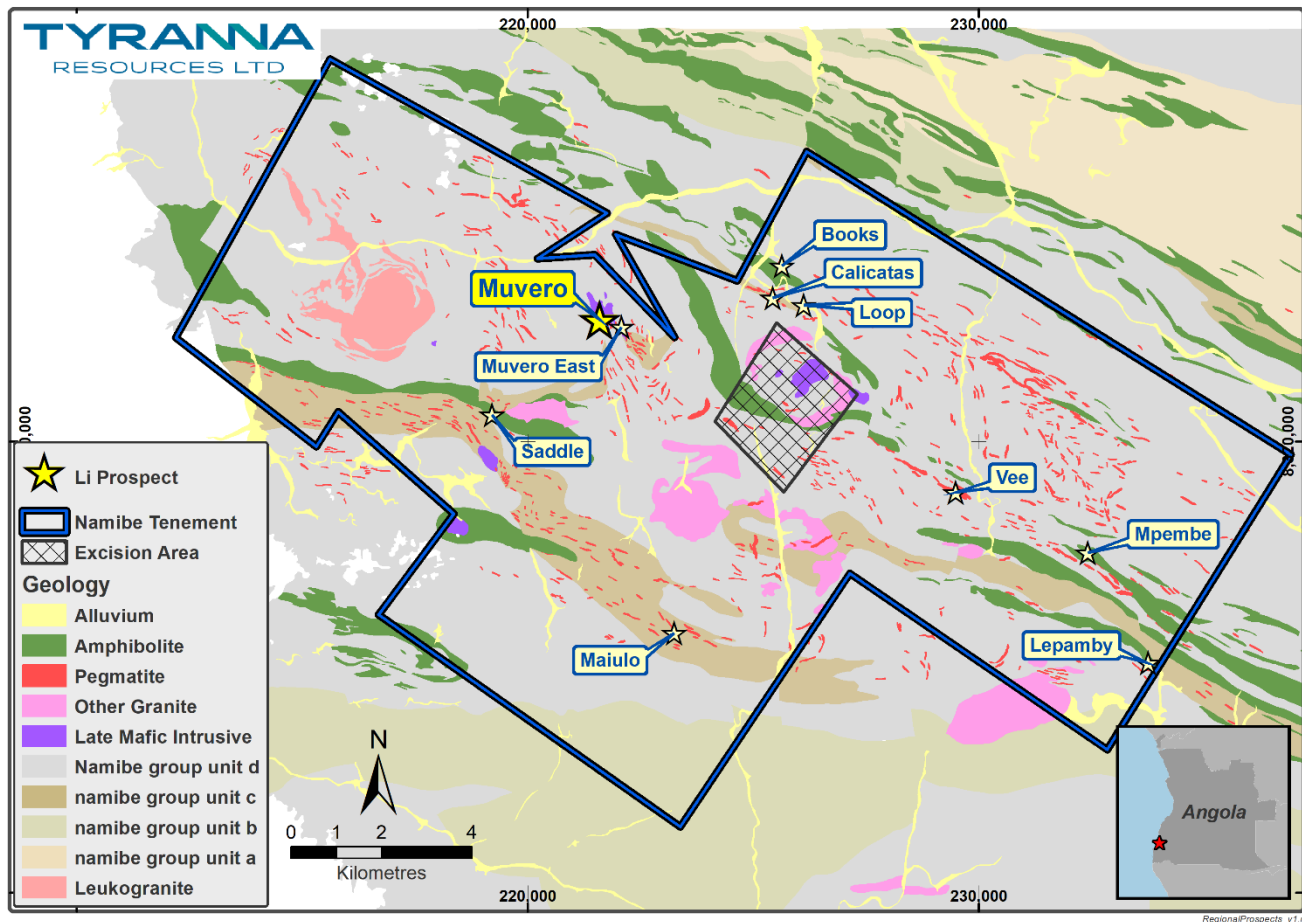 TYRANNA
RESOURCES LTD
220,000
230,000
Books
Calicatas
Muvero
Loop
Muvero East
Saddle
Vee
Mpembe
Lepamby
Maiulo
Li Prospect
Namibe Tenement
Excision Area
Geology
Alluvium
Amphibolite
Pegmatite
Other Granite
Late Mafic Intrusive
Namibe group unit d
namibe group unit c
namibe group unit b
namibe group unit a
Leukogranite
N
0 1 2 4
Kilometres
Angola
220,000
230,000